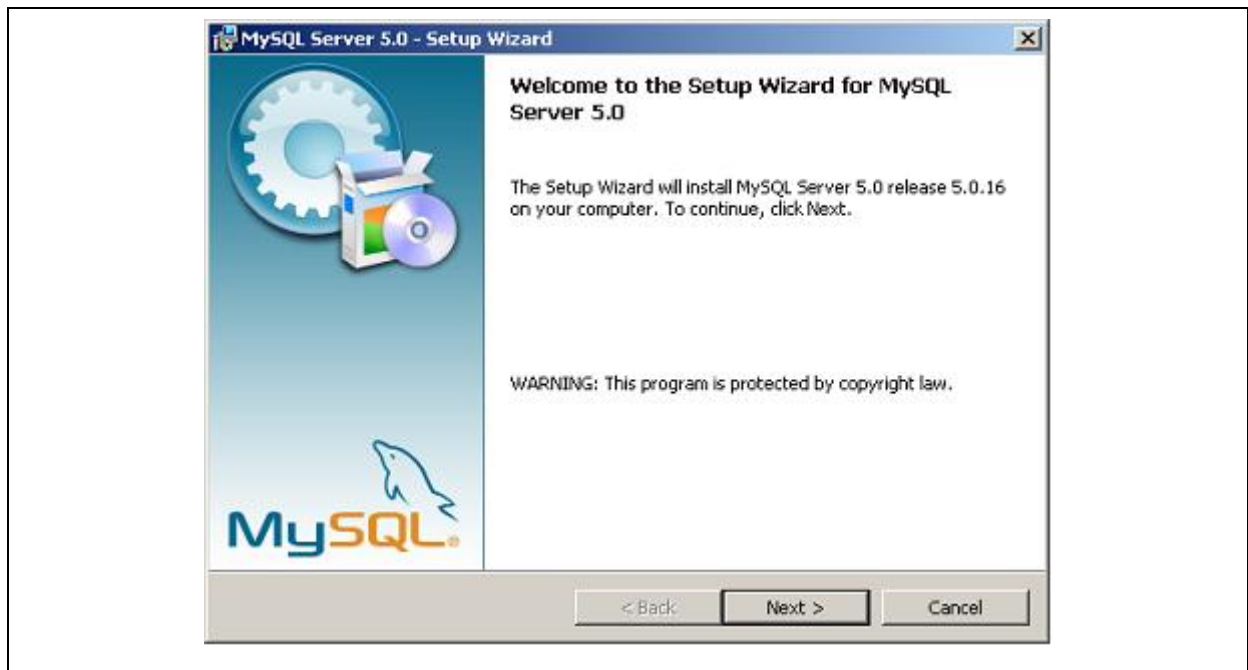 MySQL Server 5.0 - Setup Wizard
Welcome to the Setup Wizard for MySQL
Server 5.0
The Setup Wizard will install MySQL Server 5.0 release 5.0.16
on your computer. To continue, click Next.
WARNING: This program is protected by copyright law.
MySQL®
< Back
Next >
Cancel